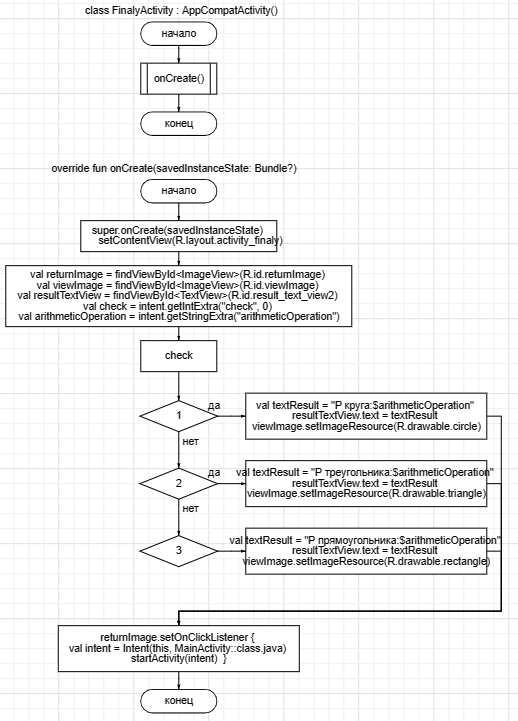 class FinalyActivity : AppCompatActivity()
начало
onCreate()
конец
override fun onCreate(savedInstanceState: Bundle?)
начало
super.onCreate(savedInstanceState)
setContentView(R.layout.activity_finaly)
val returnImage = findViewById<ImageView>(R.id.returnImage)
val viewImage = findViewById<ImageView>(R.id.viewImage)
val resultTextView = findViewById<TextView>(R.id.result_text_view2)
val check = intent.getIntExtra("check", 0)
val arithmeticOperation = intent.getStringExtra("arithmeticOperation")
check
1
да
val textResult = "P круга:$arithmeticOperation"
resultTextView.text = textResult
viewImage.setImageResource(R.drawable.circle)
нет
2
да
val textResult = "P треугольника:$arithmeticOperation"
resultTextView.text = textResult
viewImage.setImageResource(R.drawable.triangle)
нет
3
val textResult = "P прямоугольника:$arithmeticOperation"
resultTextView.text = textResult
viewImage.setImageResource(R.drawable.rectangle)
returnImage.setOnClickListener {
val intent = Intent(this, MainActivity::class.java)
startActivity(intent) }
конец